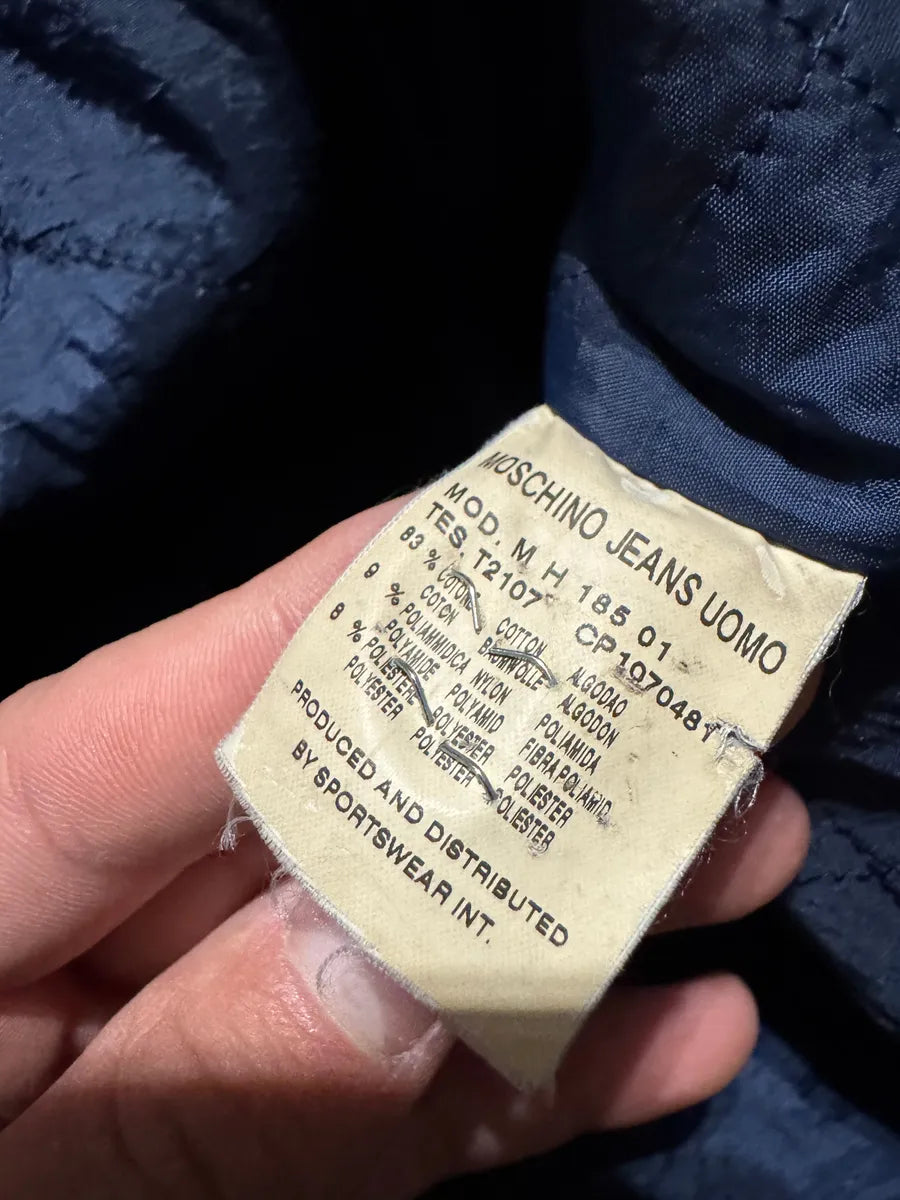 MOSCHINO JEANS UOMO
MOD. M H 185 01
TES. T2107 CP1070481
83 % COTONE COTTON ALGODAO
COTON BAUMWOLLE ALGODON
9 % POLIAMMIDICA NYLON POLIAMIDA
POLYAMIDE POLYAMID FIBRA POLIAMID.
8 % POLIESTERE POLYESTER POLIESTER
POLYESTER POLYESTER POLIESTER
PRODUCED AND DISTRIBUTED
BY SPORTSWEAR INT.